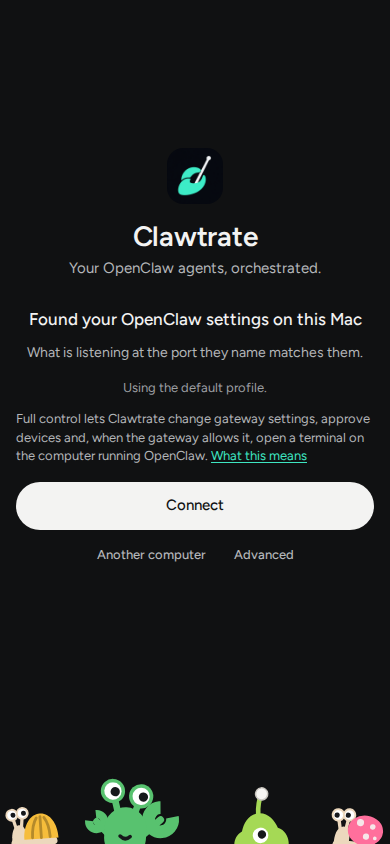 Clawtrate
Your OpenClaw agents, orchestrated.
Found your OpenClaw settings on this Mac
What is listening at the port they name matches them.
Using the default profile.
Full control lets Clawtrate change gateway settings, approve
devices and, when the gateway allows it, open a terminal on
the computer running OpenClaw. What this means
Connect
Another computer Advanced